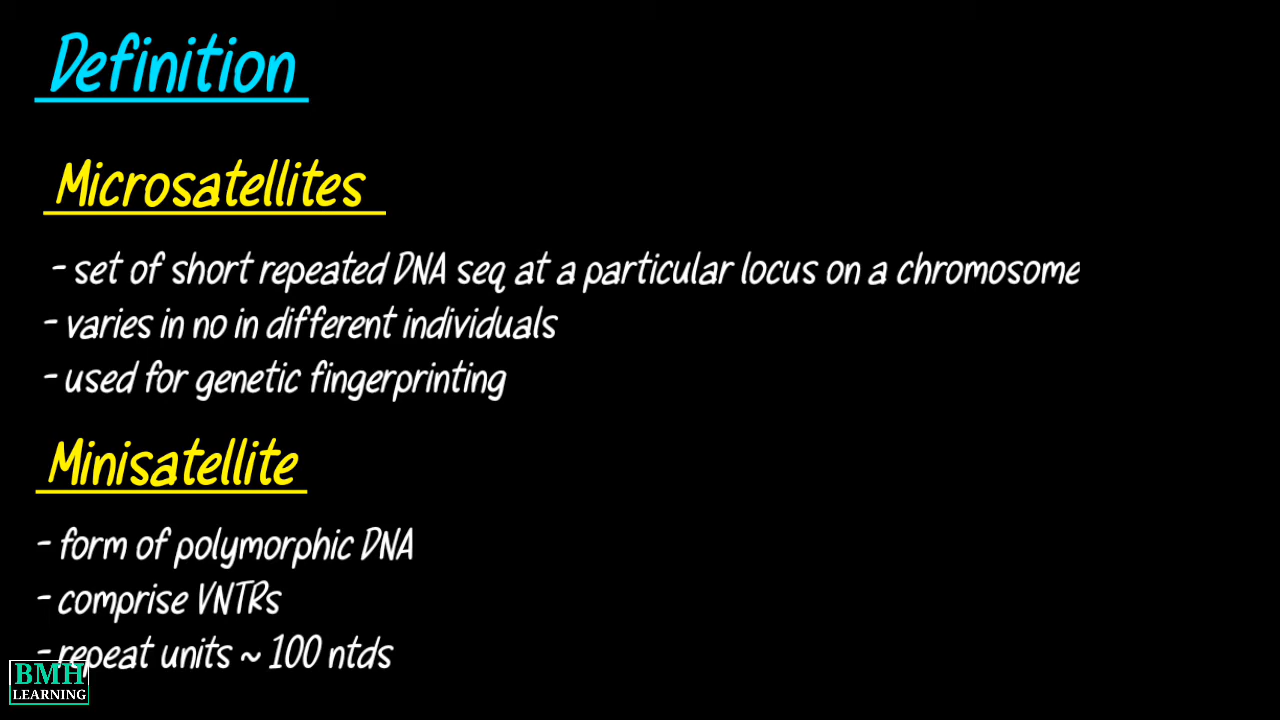 Definition
Microsatellites
- set of short repeated DNA seq at a particular locus on a chromosome
- varies in no in different individuals
- used for genetic fingerprinting
Minisatellite
- form of polymorphic DNA
- comprise VNTRs
- repeat units ~ 100 ntds
BMH
LEARNING